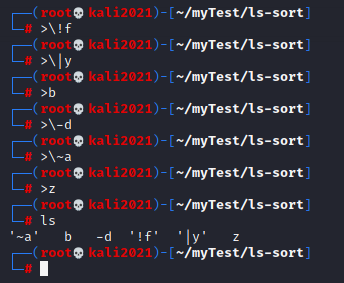 ┌──(root💀kali2021)-[~/myTest/ls-sort]
└─# >\!f
┌──(root💀kali2021)-[~/myTest/ls-sort]
└─# >\|y
┌──(root💀kali2021)-[~/myTest/ls-sort]
└─# >b
┌──(root💀kali2021)-[~/myTest/ls-sort]
└─# >\-d
┌──(root💀kali2021)-[~/myTest/ls-sort]
└─# >\~a
┌──(root💀kali2021)-[~/myTest/ls-sort]
└─# >z
┌──(root💀kali2021)-[~/myTest/ls-sort]
└─# ls
'~a'   b   -d  '!f'  '|y'   z
┌──(root💀kali2021)-[~/myTest/ls-sort]
└─#